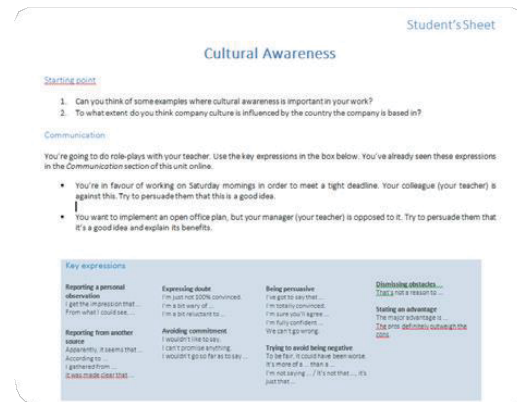 Student's Sheet
Cultural Awareness
Starting point
1. Can you think of some examples where cultural awareness is important in your work?
2. To what extent do you think company culture is influenced by the country the company is based in?
Communication
You're going to do role-plays with your teacher. Use the key expressions in the box below. You've already seen these expressions
in the Communication section of this unit online.
• You're in favour of working on Saturday mornings in order to meet a tight deadline. Your colleague (your teacher) is
against this. Try to persuade them that this is a good idea.
• You want to implement an open office plan, but your manager (your teacher) is opposed to it. Try to persuade them that
it's a good idea and explain its benefits.
Key expressions
Reporting a personal
observation
I get the impression that ...
From what I could see, ...
Reporting from another
source
Apparently, it seems that ...
According to ...
I gathered from ...
It was made clear that ...
Expressing doubt
I'm just not 100% convinced.
I'm a bit wary of ...
I'm a bit reluctant to ...
Avoiding commitment
I wouldn't like to say.
I can't promise anything.
I wouldn't go so far as to say ...
Being persuasive
I've got to say that ...
I'm totally convinced.
I'm sure you'll agree ...
I'm fully confident ...
We can't go wrong.
Trying to avoid being negative
To be fair, it could have been worse.
It's more of a ... than a ...
I'm not saying ... / It's not that ..., it's
just that ...
Dismissing obstacles ...
That's not a reason to ...
Stating an advantage
The major advantage is ...
The pros definitely outweigh the
cons.